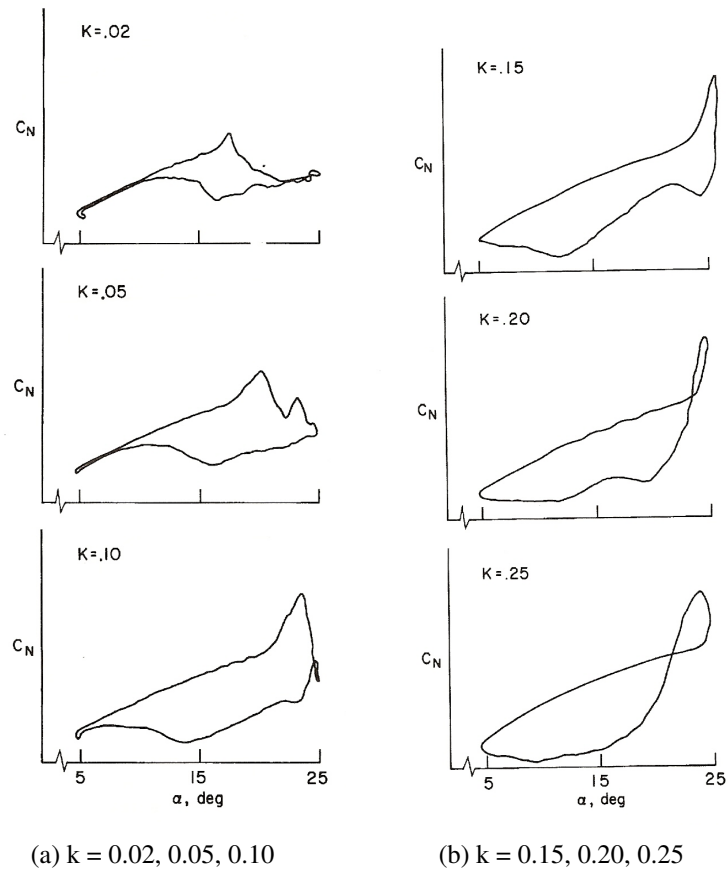 K=.02
C_N
K=.05
C_N
K=.10
C_N
5 15 25
α, deg
K=.15
C_N
K=.20
C_N
K=.25
C_N
5 15 25
α, deg
(a) k = 0.02, 0.05, 0.10
(b) k = 0.15, 0.20, 0.25